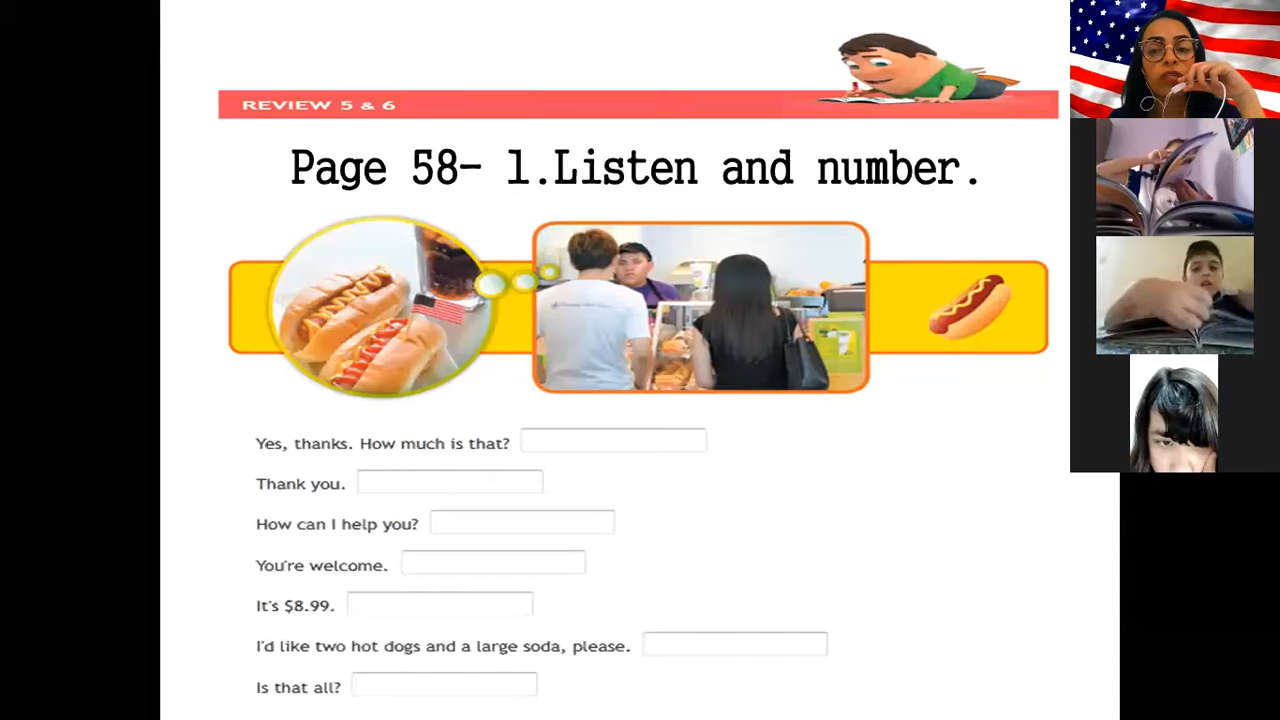 REVIEW 5 & 6
Page 58- 1.Listen and number.
Yes, thanks. How much is that?
Thank you.
How can I help you?
You're welcome.
It's $8.99.
I'd like two hot dogs and a large soda, please.
Is that all?